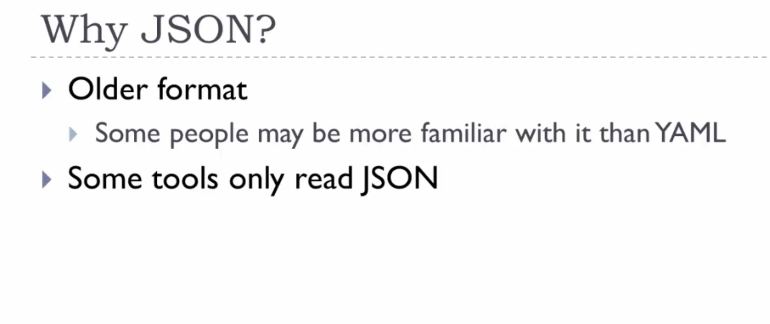 Why JSON?
Older format
Some people may be more familiar with it than YAML
Some tools only read JSON